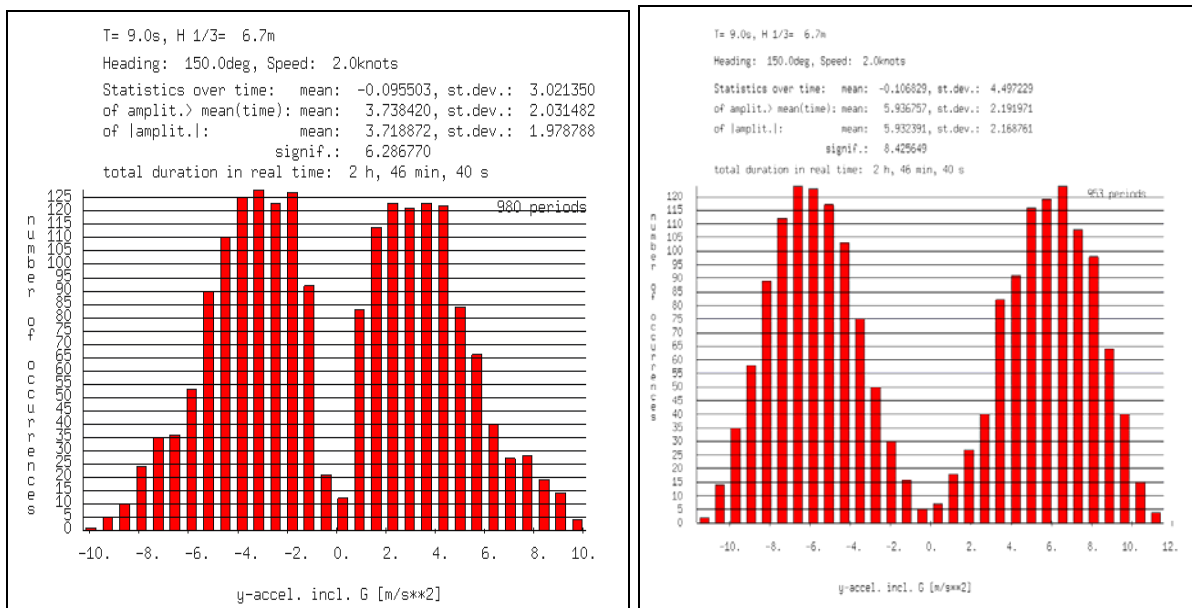 T= 9.0s, H 1/3= 6.7m
Heading: 150.0deg, Speed: 2.0knots
Statistics over time: mean: -0.095503, st.dev.: 3.021350
of amplit.> mean(time): mean: 3.738420, st.dev.: 2.031482
of |amplit.|: mean: 3.718872, st.dev.: 1.978788
signif.: 6.286770
total duration in real time: 2 h, 46 min, 40 s
980 periods
number of occurrences
125
120
115
110
105
100
95
90
85
80
75
70
65
60
55
50
45
40
35
30
25
20
15
10
5
0
-10. -8. -6. -4. -2. 0. 2. 4. 6. 8. 10.
y-accel. incl. G [m/s**2]
T= 9.0s, H 1/3= 6.7m
Heading: 150.0deg, Speed: 2.0knots
Statistics over time: mean: -0.106829, st.dev.: 4.497229
of amplit.> mean(time): mean: 5.936757, st.dev.: 2.191971
of |amplit.|: mean: 5.932391, st.dev.: 2.168761
signif.: 8.425649
total duration in real time: 2 h, 46 min, 40 s
953 periods
number of occurrences
120
115
110
105
100
95
90
85
80
75
70
65
60
55
50
45
40
35
30
25
20
15
10
5
0
-10. -8. -6. -4. -2. 0. 2. 4. 6. 8. 10. 12.
y-accel. incl. G [m/s**2]